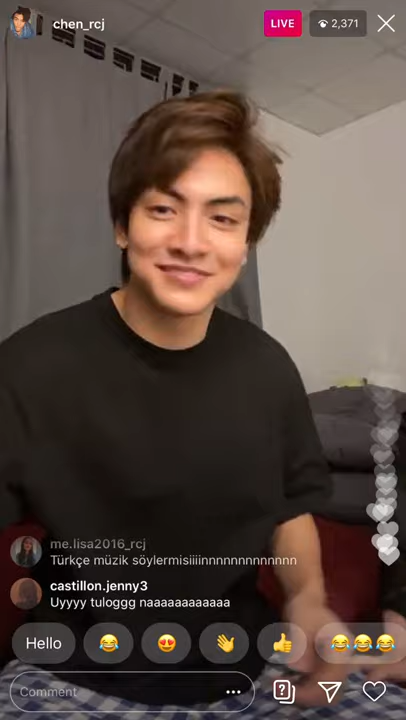 chen_rcj
LIVE
2,371
me.lisa2016_rcj
Türkçe müzik söylermisiiiinnnnnnnnnnnnn
castillon.jenny3
Uyyyy tuloggg naaaaaaaaaaaa
Hello
Comment